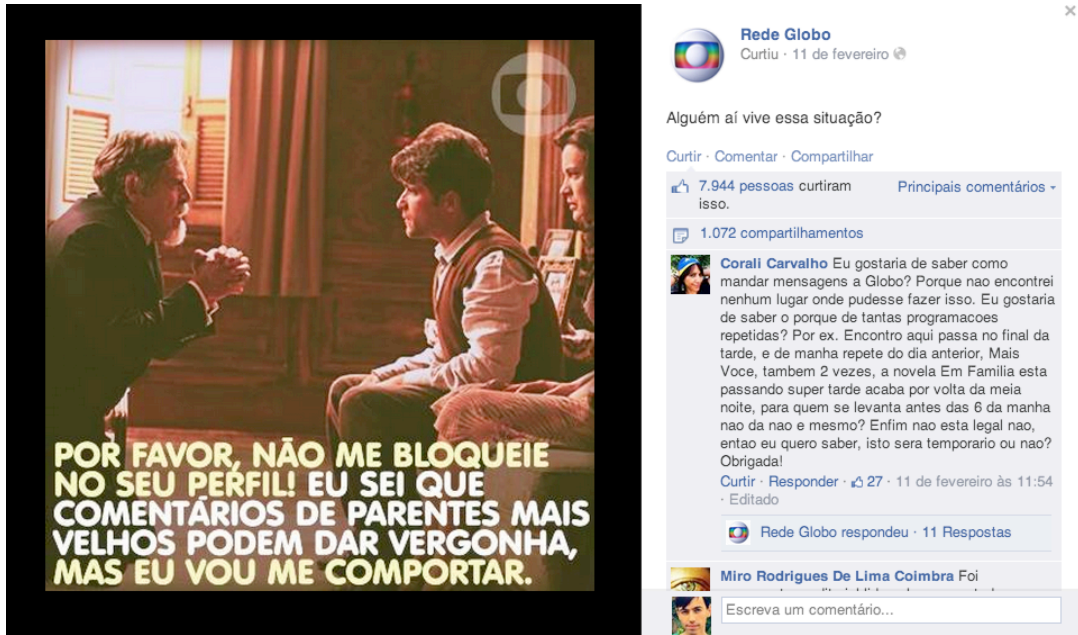 POR FAVOR, NÃO ME BLOQUEIE
NO SEU PERFIL! EU SEI QUE
COMENTÁRIOS DE PARENTES MAIS
VELHOS PODEM DAR VERGONHA,
MAS EU VOU ME COMPORTAR.
Rede Globo
Curtiu · 11 de fevereiro
Alguém aí vive essa situação?
Curtir · Comentar · Compartilhar
7.944 pessoas curtiram
isso.
Principais comentários
1.072 compartilhamentos
Corali Carvalho Eu gostaria de saber como
mandar mensagens a Globo? Porque nao encontrei
nenhum lugar onde pudesse fazer isso. Eu gostaria
de saber o porque de tantas programacoes
repetidas? Por ex. Encontro aqui passa no final da
tarde, e de manha repete do dia anterior, Mais
Voce, tambem 2 vezes, a novela Em Familia esta
passando super tarde acaba por volta da meia
noite, para quem se levanta antes das 6 da manha
nao da nao e mesmo? Enfim nao esta legal nao,
entao eu quero saber, isto sera temporario ou nao?
Obrigada!
Curtir · Responder · 27 · 11 de fevereiro às 11:54
· Editado
Rede Globo respondeu · 11 Respostas
Miro Rodrigues De Lima Coimbra Foi
Escreva um comentário...